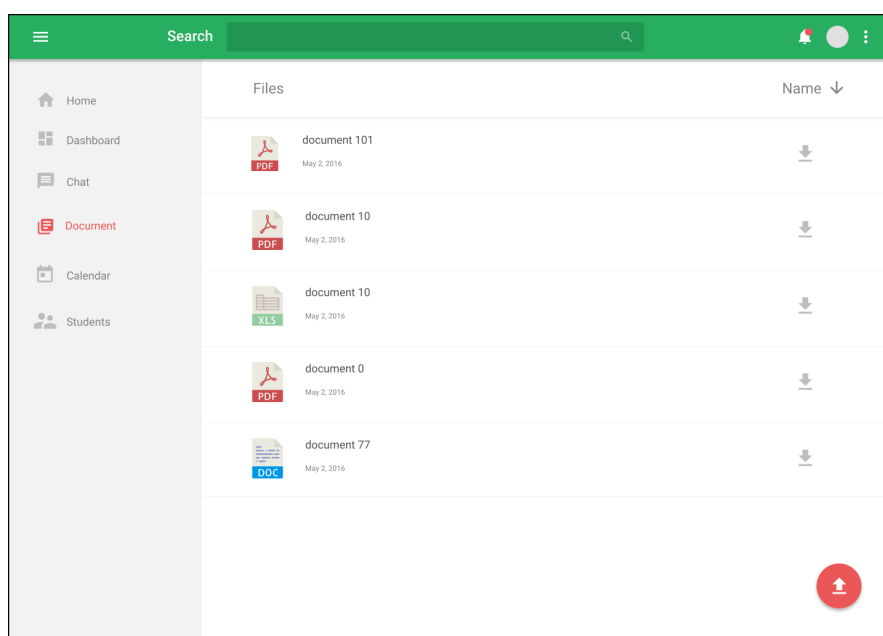 Search
Home
Dashboard
Chat
Document
Calendar
Students
Files Name
PDF
document 101
May 2, 2016
PDF
document 10
May 2, 2016
XLS
document 10
May 2, 2016
PDF
document 0
May 2, 2016
DOC
document 77
May 2, 2016